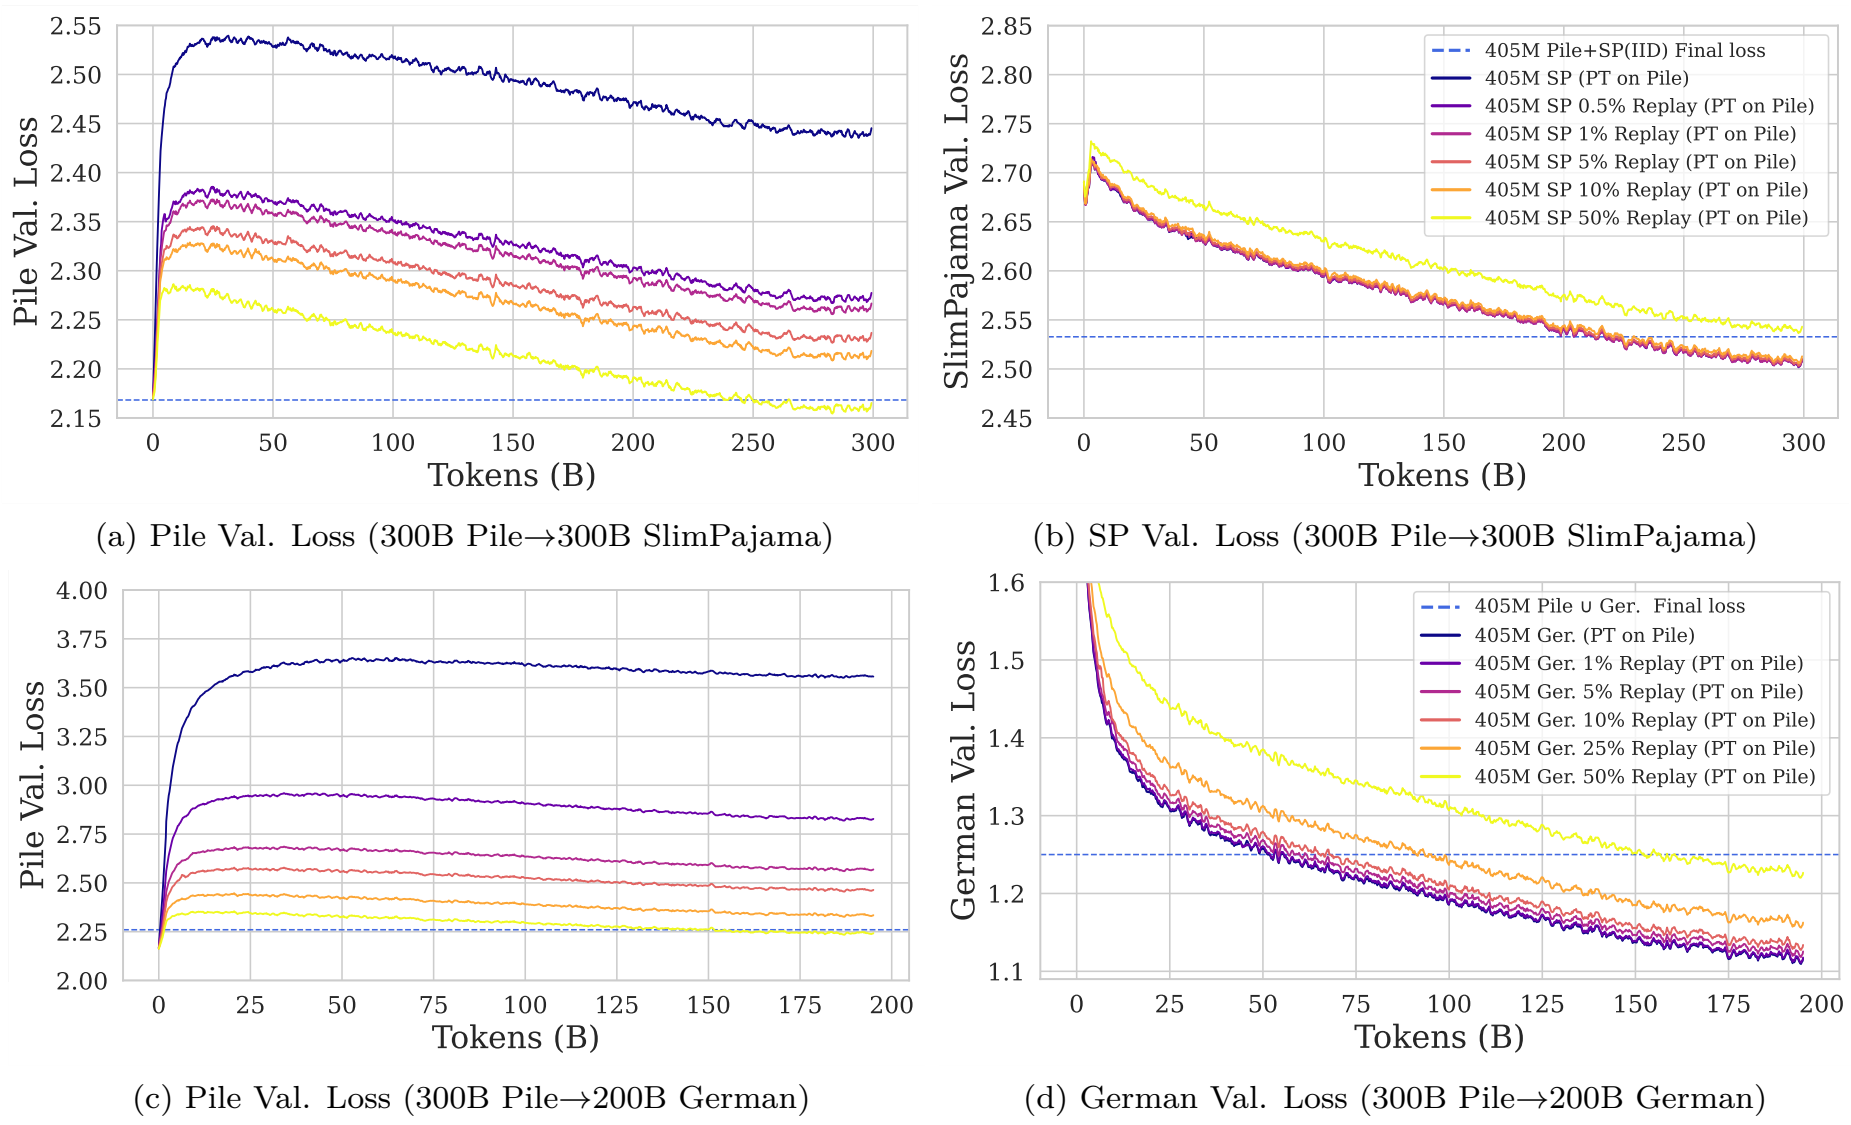 Pile Val. Loss
2.55
2.50
2.45
2.40
2.35
2.30
2.25
2.20
2.15
0 50 100 150 200 250 300
Tokens (B)
(a) Pile Val. Loss (300B Pile→300B SlimPajama)
SlimPajama Val. Loss
2.85
2.80
2.75
2.70
2.65
2.60
2.55
2.50
2.45
405M Pile+SP(IID) Final loss
405M SP (PT on Pile)
405M SP 0.5% Replay (PT on Pile)
405M SP 1% Replay (PT on Pile)
405M SP 5% Replay (PT on Pile)
405M SP 10% Replay (PT on Pile)
405M SP 50% Replay (PT on Pile)
0 50 100 150 200 250 300
Tokens (B)
(b) SP Val. Loss (300B Pile→300B SlimPajama)
Pile Val. Loss
4.00
3.75
3.50
3.25
3.00
2.75
2.50
2.25
2.00
0 25 50 75 100 125 150 175 200
Tokens (B)
(c) Pile Val. Loss (300B Pile→200B German)
German Val. Loss
1.6
1.5
1.4
1.3
1.2
1.1
405M Pile ∪ Ger. Final loss
405M Ger. (PT on Pile)
405M Ger. 1% Replay (PT on Pile)
405M Ger. 5% Replay (PT on Pile)
405M Ger. 10% Replay (PT on Pile)
405M Ger. 25% Replay (PT on Pile)
405M Ger. 50% Replay (PT on Pile)
0 25 50 75 100 125 150 175 200
Tokens (B)
(d) German Val. Loss (300B Pile→200B German)